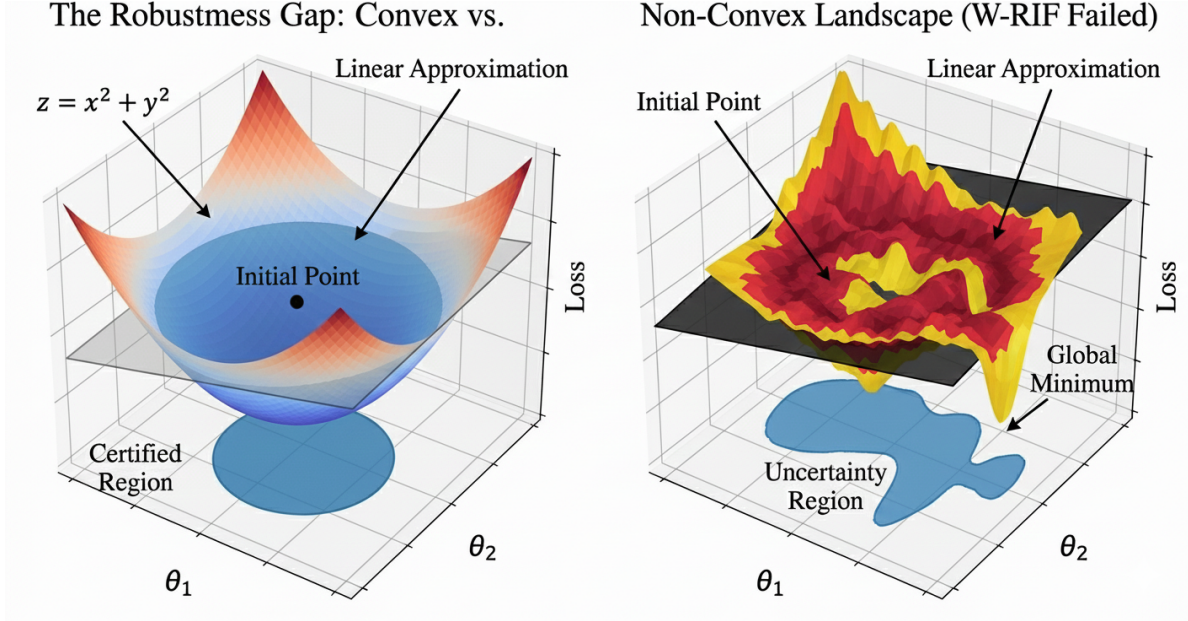 The Robustmess Gap: Convex vs.
z = x² + y²
Linear Approximation
Initial Point
Loss
Certified
Region
θ₁
θ₂
Non-Convex Landscape (W-RIF Failed)
Linear Approximation
Initial Point
Loss
Global
Minimum
Uncertainty
Region
θ₁
θ₂